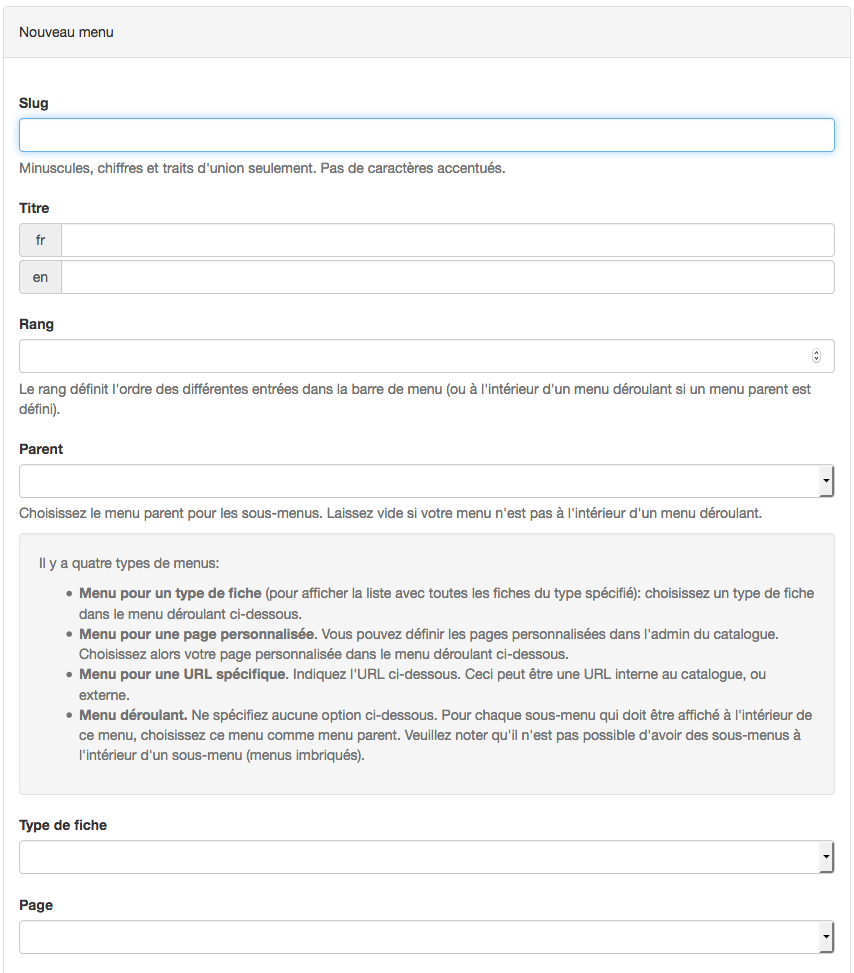 Nouveau menu
Slug
Minuscules, chiffres et traits d'union seulement. Pas de caractères accentués.
Titre
fr
en
Rang
Le rang définit l'ordre des différentes entrées dans la barre de menu (ou à l'intérieur d'un menu déroulant si un menu parent est
défini).
Parent
Choisissez le menu parent pour les sous-menus. Laissez vide si votre menu n'est pas à l'intérieur d'un menu déroulant.
Il y a quatre types de menus:
• Menu pour un type de fiche (pour afficher la liste avec toutes les fiches du type spécifié): choisissez un type de fiche
dans le menu déroulant ci-dessous.
• Menu pour une page personnalisée. Vous pouvez définir les pages personnalisées dans l'admin du catalogue.
Choisissez alors votre page personnalisée dans le menu déroulant ci-dessous.
• Menu pour une URL spécifique. Indiquez l'URL ci-dessous. Ceci peut être une URL interne au catalogue, ou
externe.
• Menu déroulant. Ne spécifiez aucune option ci-dessous. Pour chaque sous-menu qui doit être affiché à l'intérieur de
ce menu, choisissez ce menu comme menu parent. Veuillez noter qu'il n'est pas possible d'avoir des sous-menus à
l'intérieur d'un sous-menu (menus imbriqués).
Type de fiche
Page